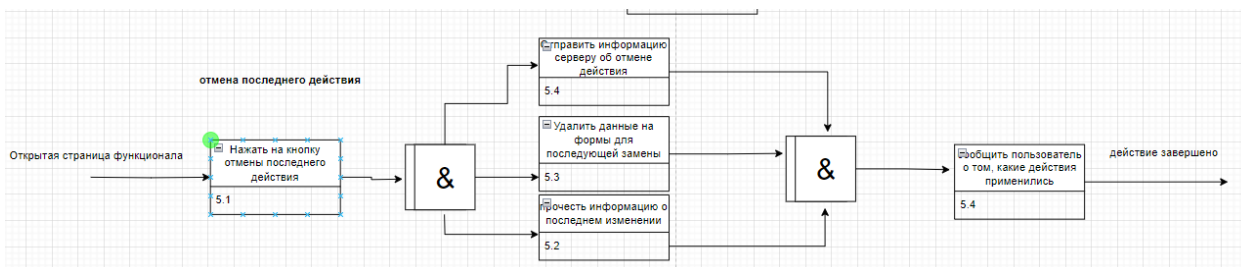 отмена последнего действия
Открытая страница функционала
Нажать на кнопку
отмены последнего
действия
5.1
&
Отправить информацию
серверу об отмене
действия
5.4
Удалить данные на
формы для
последующей замены
5.3
прочесть информацию о
последнем изменении
5.2
&
Сообщить пользователь
о том, какие действия
применились
5.4
действие завершено